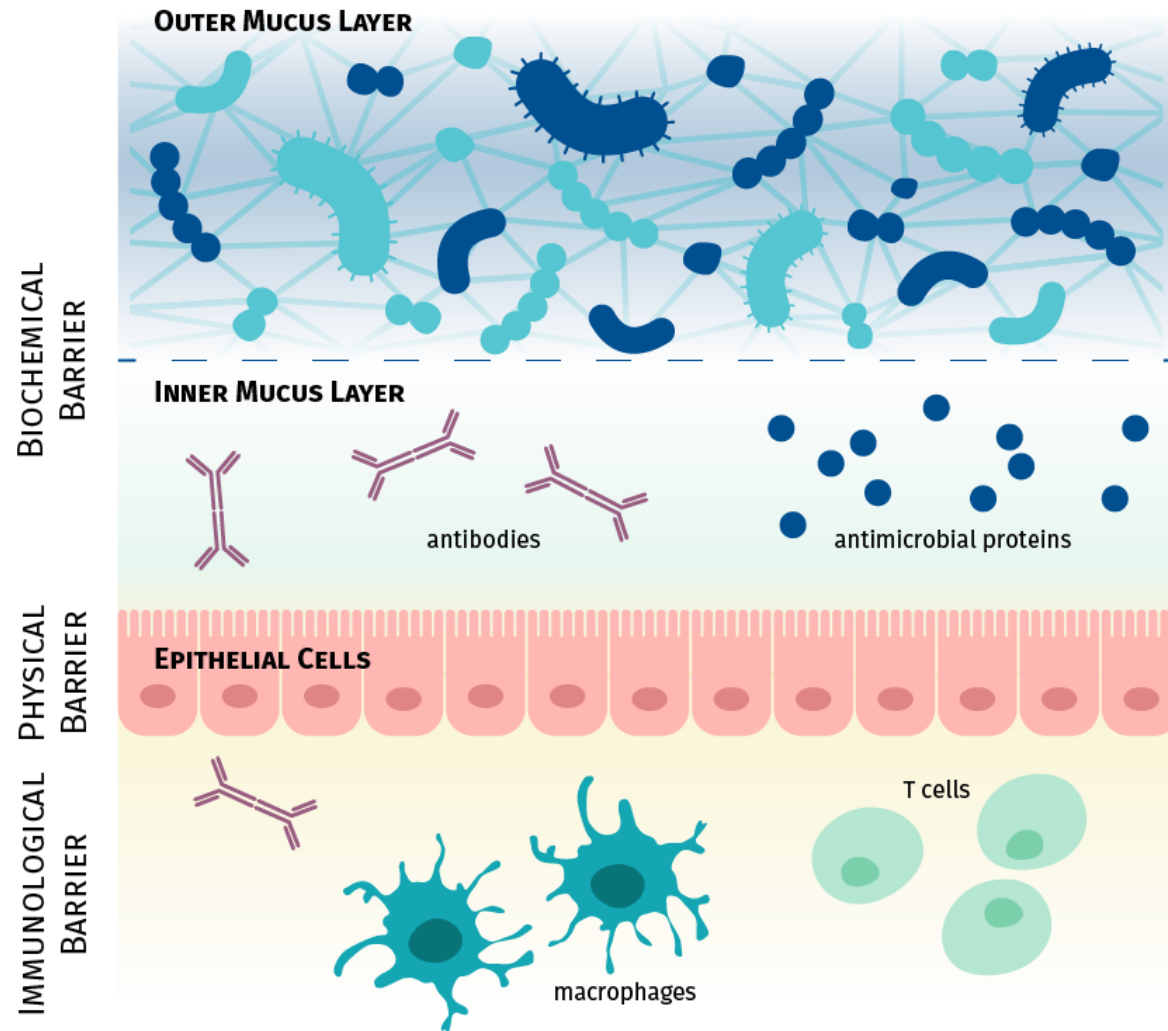 OUTER MUCUS LAYER
BIOCHEMICAL
BARRIER
INNER MUCUS LAYER
antibodies
antimicrobial proteins
PHYSICAL
BARRIER
EPITHELIAL CELLS
IMMUNOLOGICAL
BARRIER
T cells
macrophages